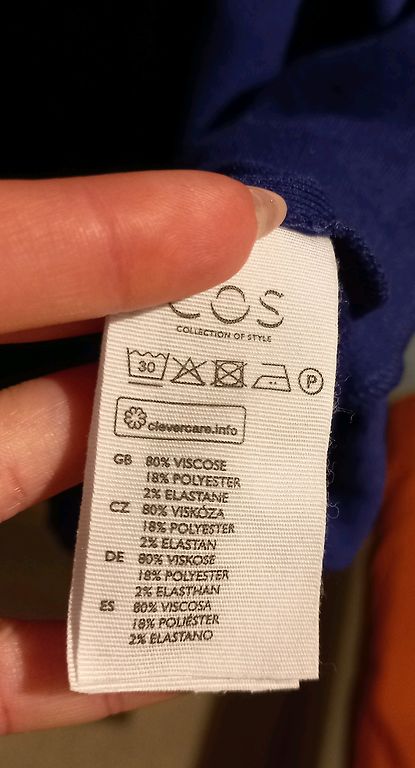 COS
COLLECTION OF STYLE
30 P
clevercare.info
GB 80% VISCOSE
18% POLYESTER
2% ELASTANE
CZ 80% VISKÓZA
18% POLYESTER
2% ELASTAN
DE 80% VISKOSE
18% POLYESTER
2% ELASTHAN
ES 80% VISCOSA
18% POLIÉSTER
2% ELASTANO